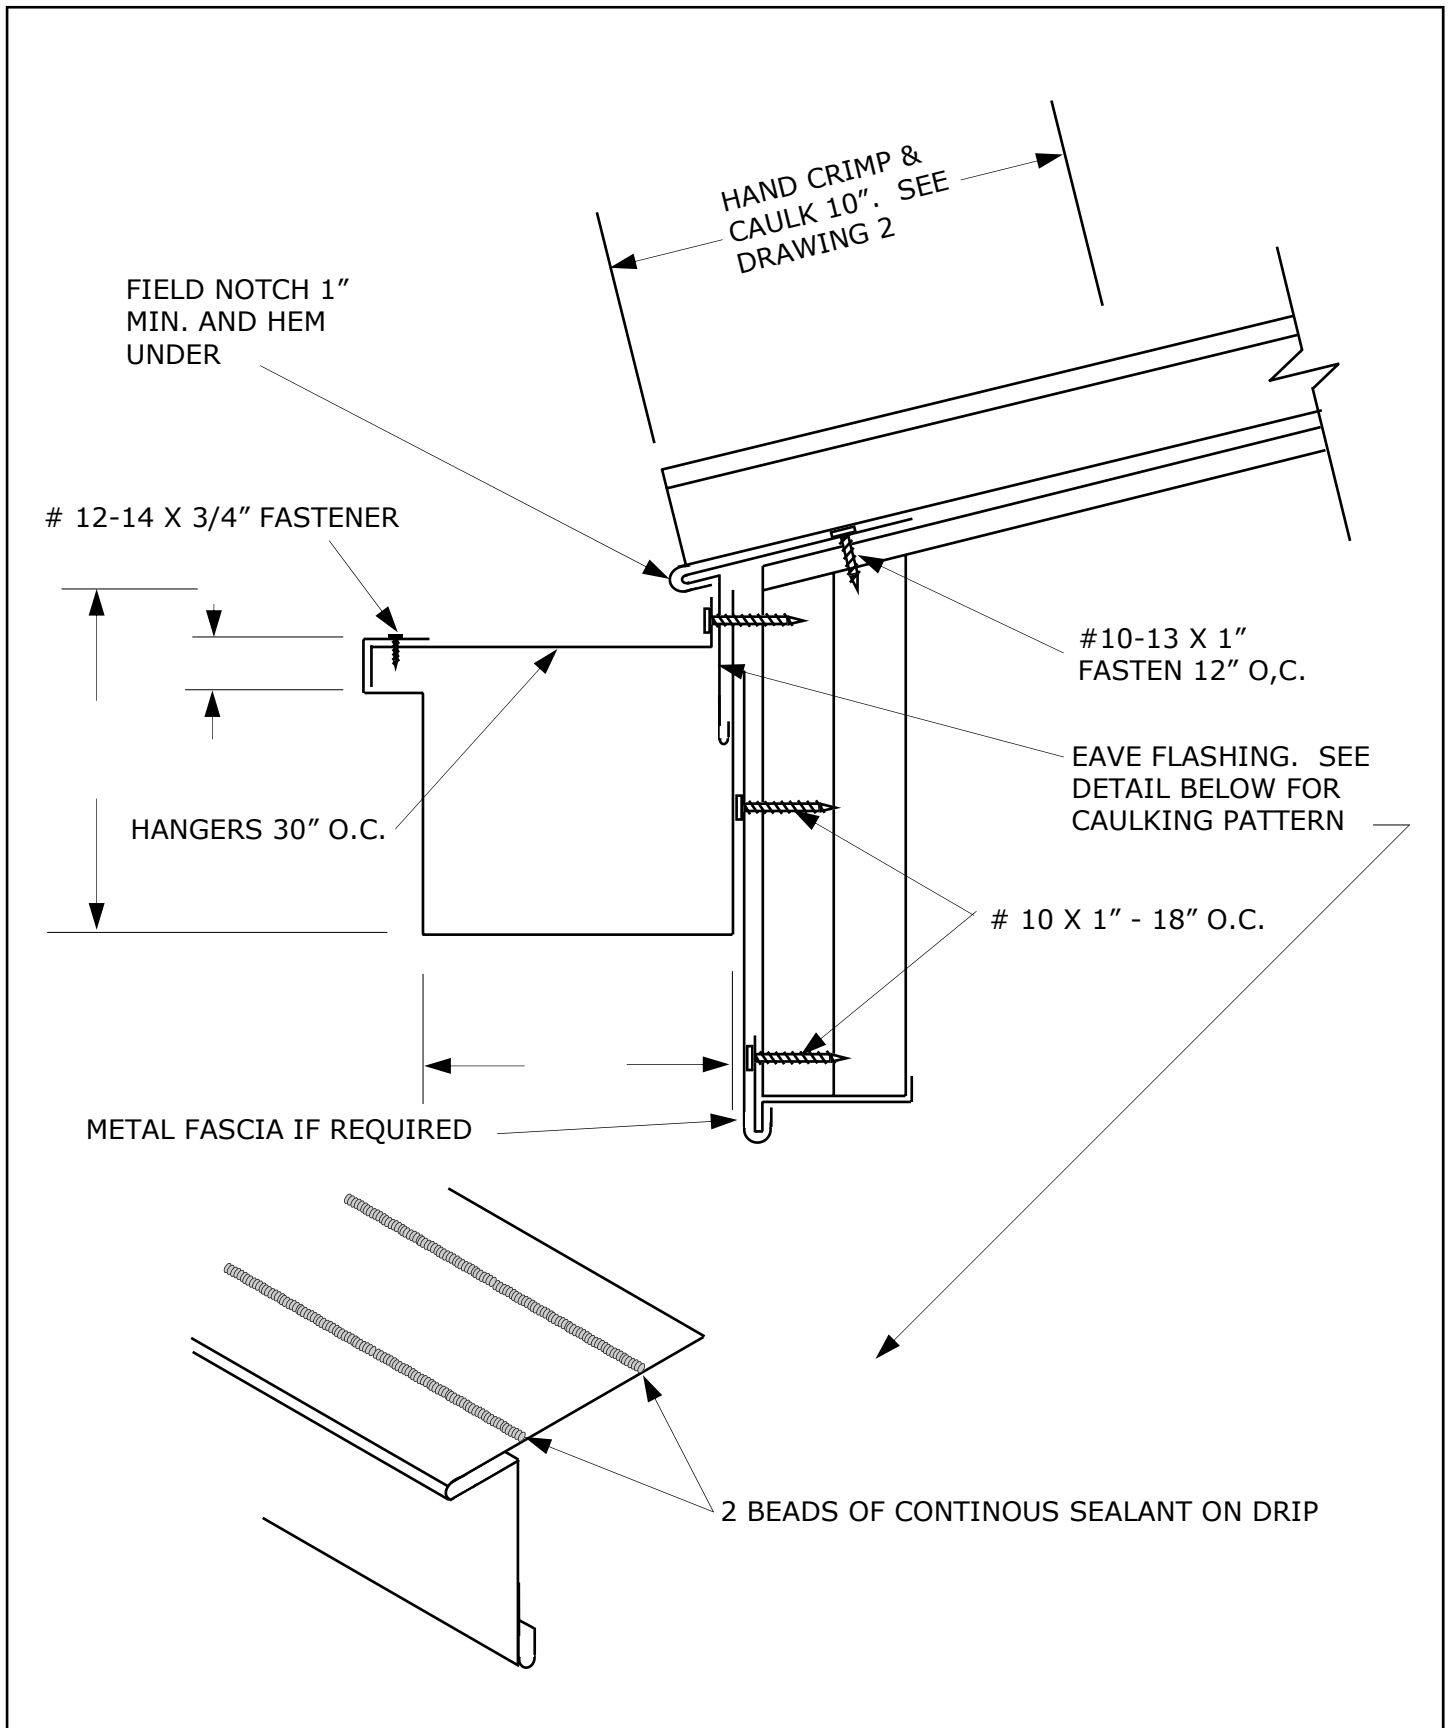 HAND CRIMP &
CAULK 10”.  SEE
DRAWING 2
FIELD NOTCH 1”
MIN. AND HEM
UNDER
# 12-14 X 3/4” FASTENER
#10-13 X 1”
FASTEN 12” O,C.
EAVE FLASHING.  SEE
DETAIL BELOW FOR
CAULKING PATTERN
HANGERS 30” O.C.
# 10 X 1” - 18” O.C.
METAL FASCIA IF REQUIRED
2 BEADS OF CONTINOUS SEALANT ON DRIP